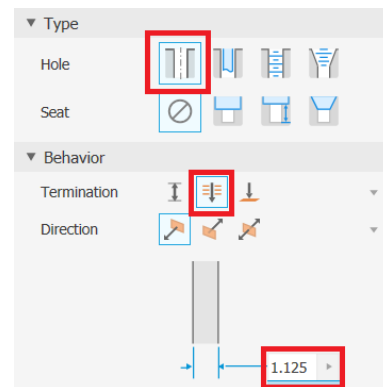 Type
Hole
Seat
Behavior
Termination
Direction
1.125